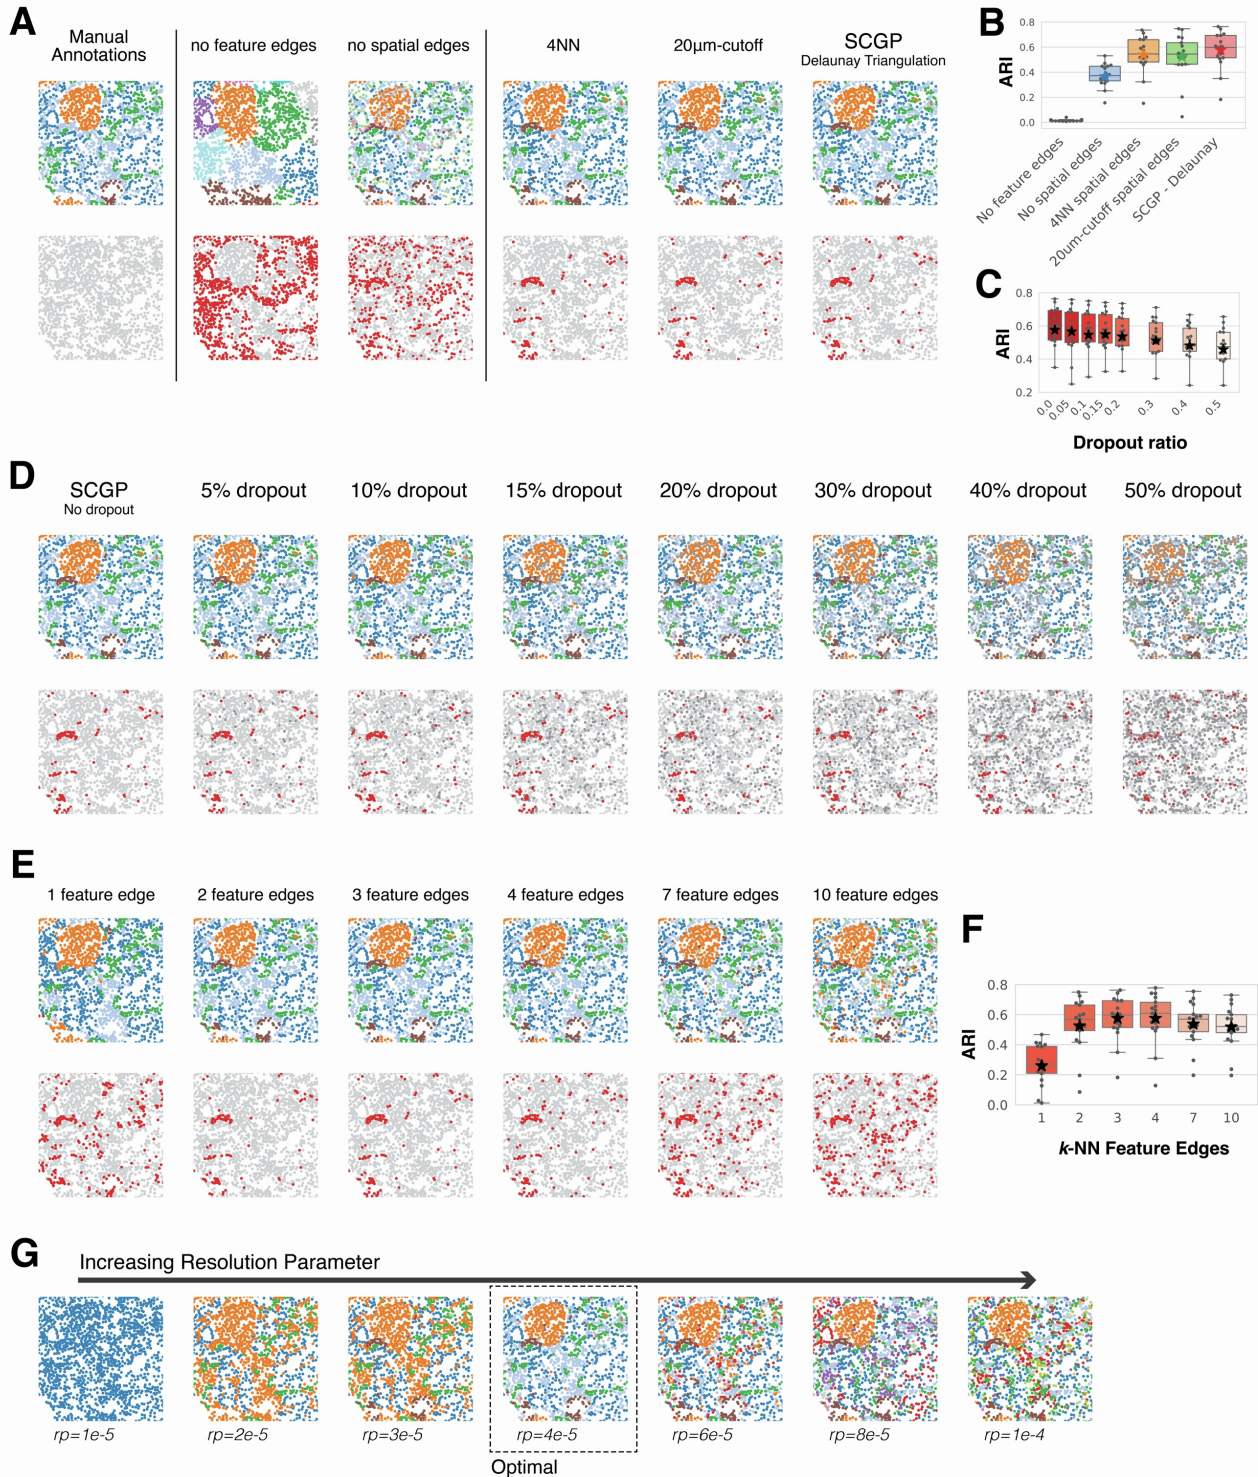 A
Manual
Annotations
no feature edges
no spatial edges
4NN
20µm-cutoff
SCGP
Delaunay Triangulation
B
ARI
0.8
0.6
0.4
0.2
0.0
No feature edges
No spatial edges
4NN spatial edges
20um-cutoff spatial edges
SCGP - Delaunay
C
ARI
0.8
0.6
0.4
0.2
0.0
0.05
0.1
0.15
0.2
0.3
0.4
0.5
Dropout ratio
D
SCGP
No dropout
5% dropout
10% dropout
15% dropout
20% dropout
30% dropout
40% dropout
50% dropout
E
1 feature edge
2 feature edges
3 feature edges
4 feature edges
7 feature edges
10 feature edges
F
ARI
0.8
0.6
0.4
0.2
0.0
1
2
3
4
7
10
k-NN Feature Edges
G
Increasing Resolution Parameter
rp=1e-5
rp=2e-5
rp=3e-5
rp=4e-5
rp=6e-5
rp=8e-5
rp=1e-4
Optimal